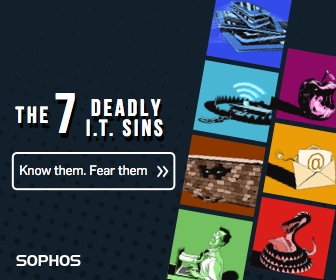 THE 7 DEADLY
I.T. SINS
Know them. Fear them »
SOPHOS
@